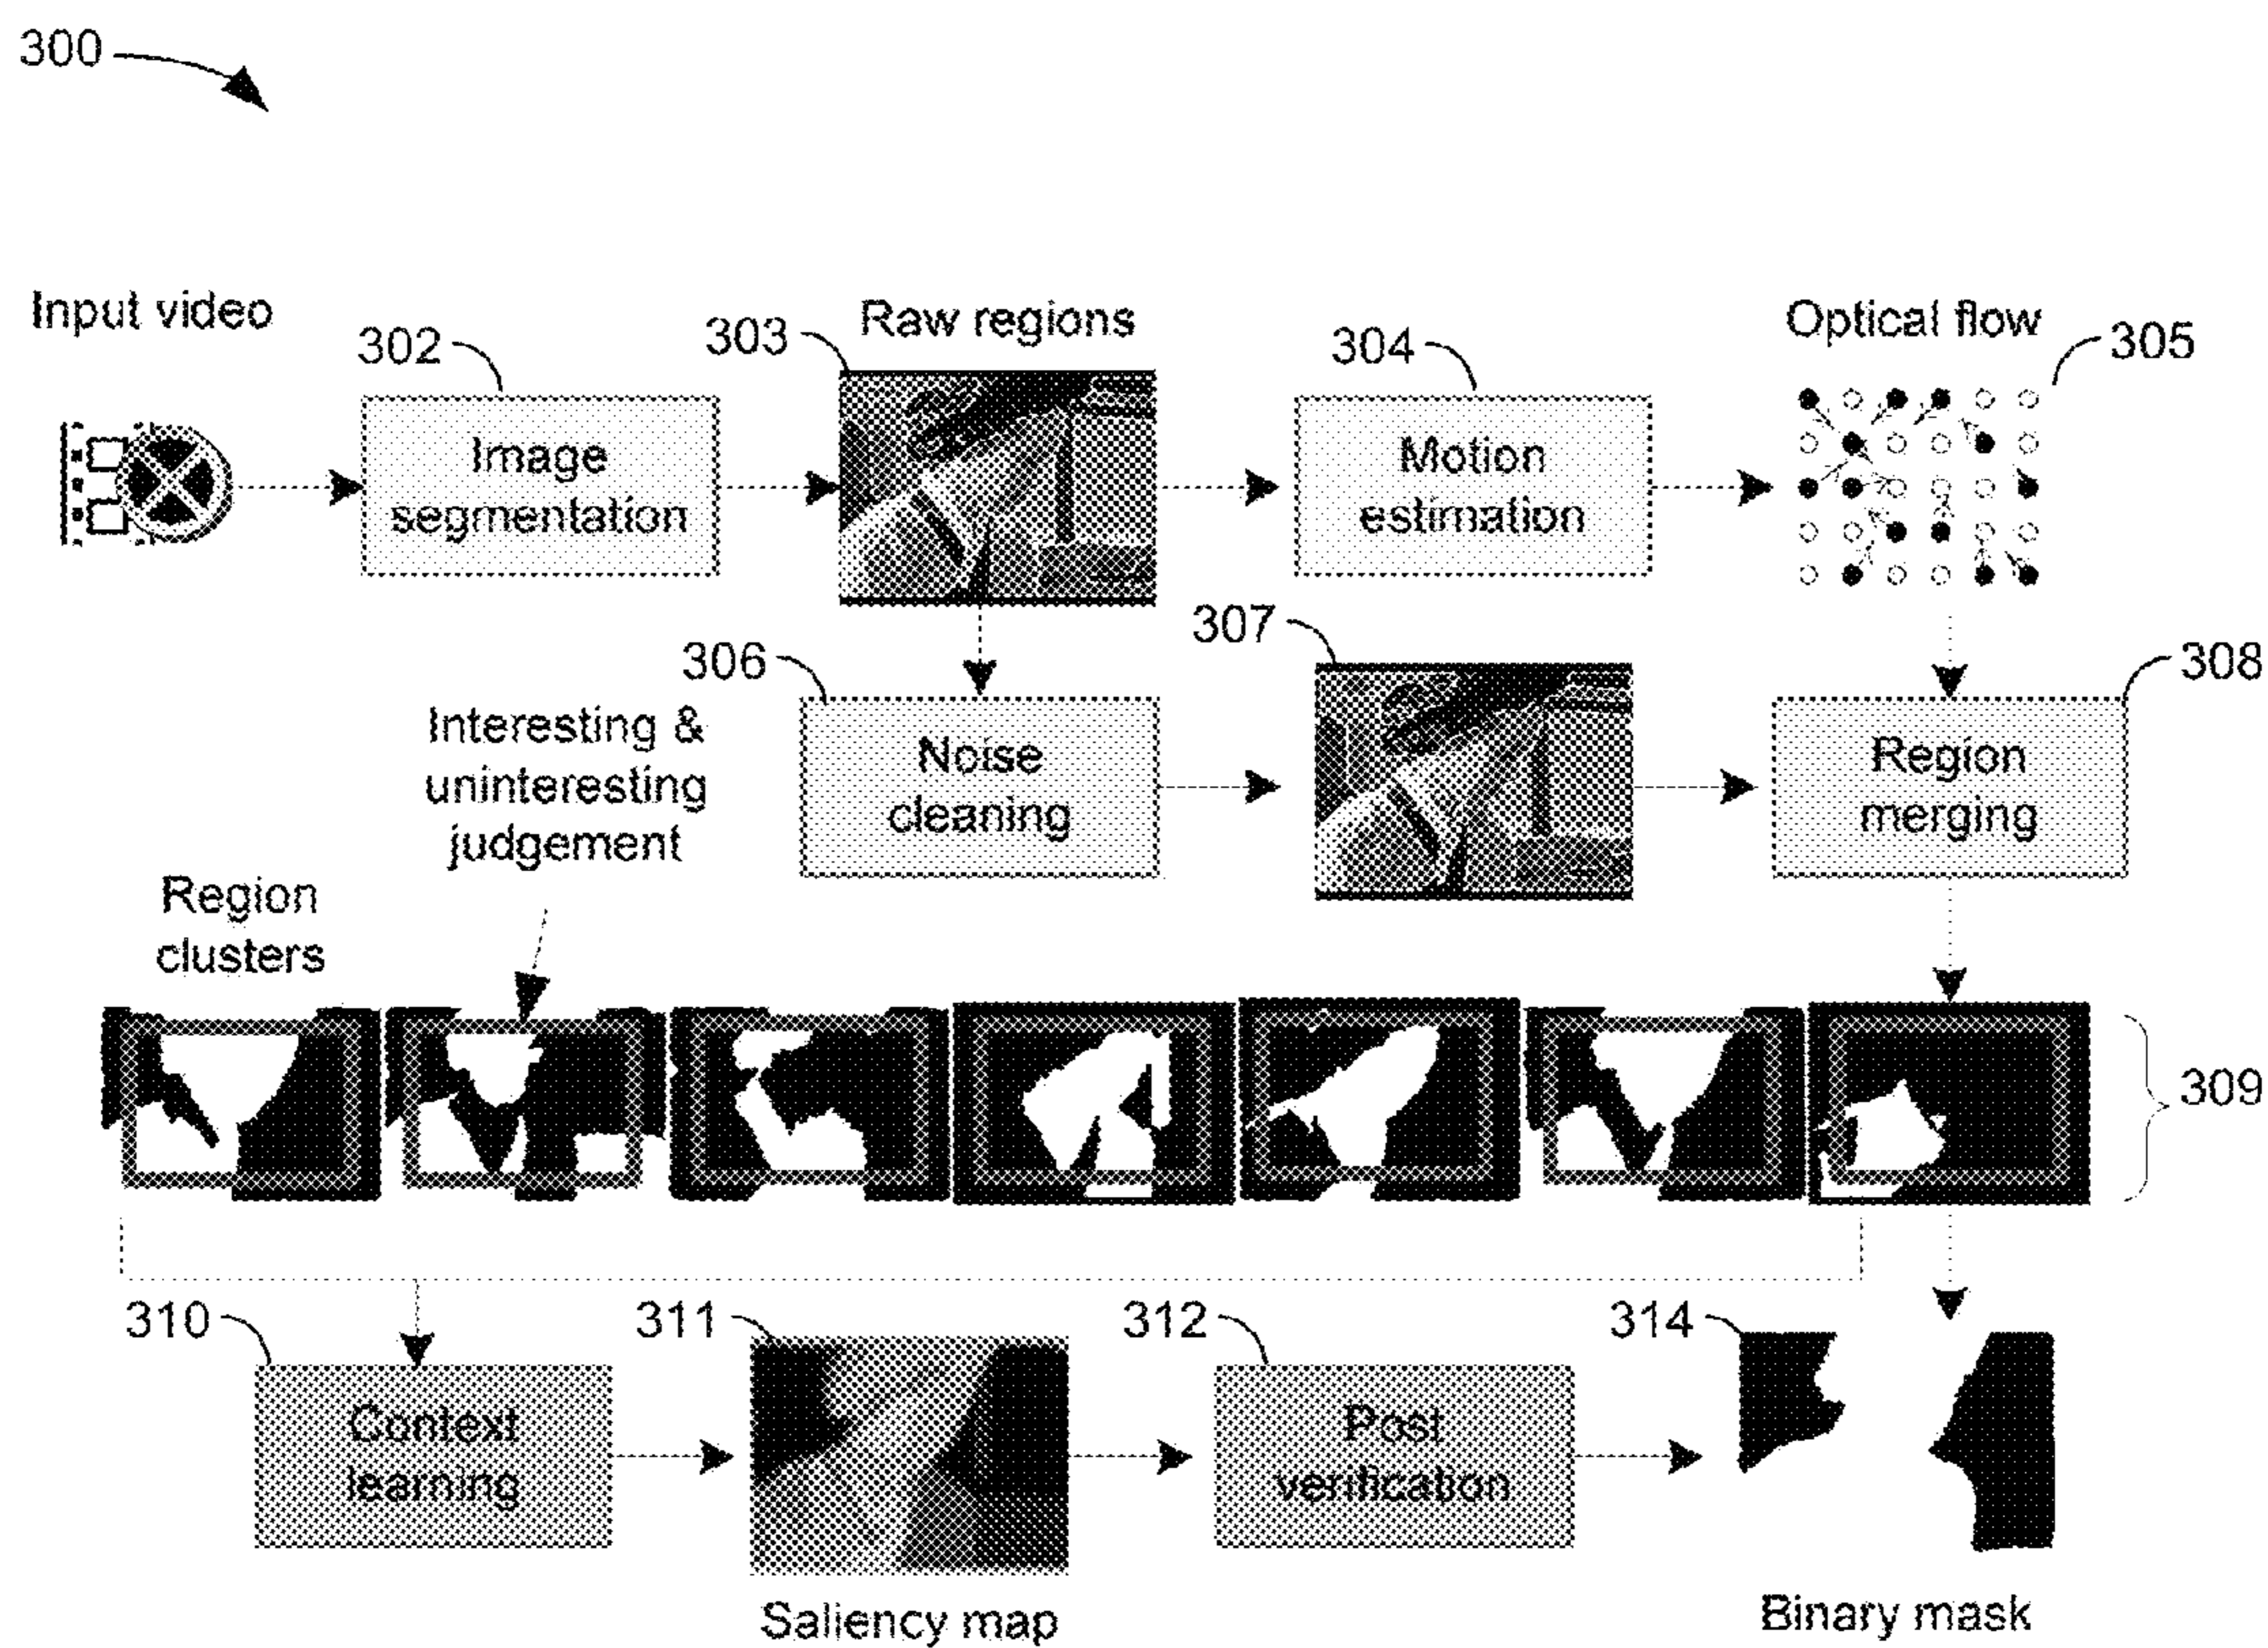 300
Input video
302
303
Raw regions
304
Optical flow
305
Image
segmentation
Motion
estimation
306
307
308
Interesting &
uninteresting
judgement
Noise
cleaning
Region
merging
Region
clusters
309
310
311
312
314
Context
learning
Post
verification
Saliency map
Binary mask